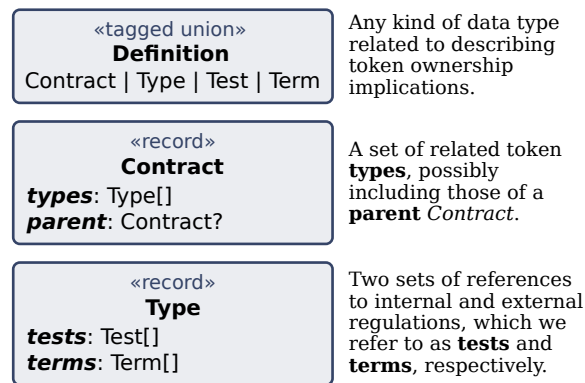 «tagged union»
Definition
Contract | Type | Test | Term
Any kind of data type
related to describing
token ownership
implications.
«record»
Contract
types: Type[]
parent: Contract?
A set of related token
types, possibly
including those of a
parent Contract.
«record»
Type
tests: Test[]
terms: Term[]
Two sets of references
to internal and external
regulations, which we
refer to as tests and
terms, respectively.